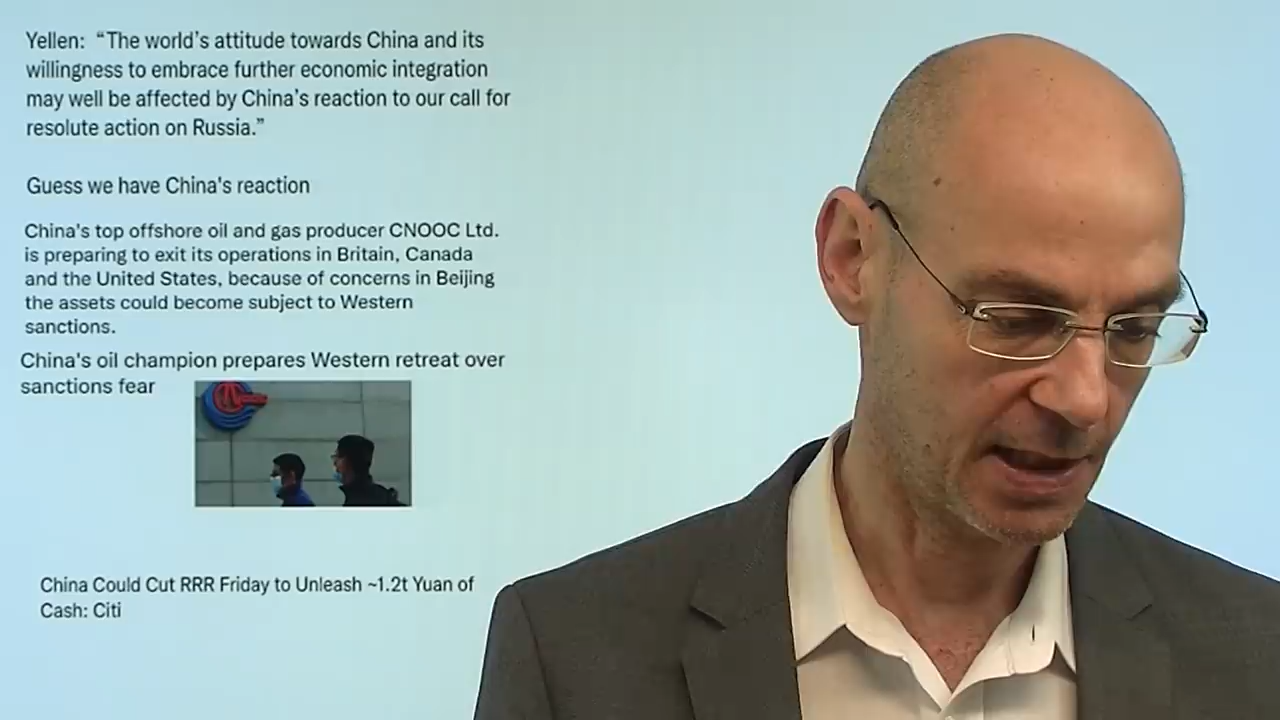 Yellen: “The world’s attitude towards China and its
willingness to embrace further economic integration
may well be affected by China’s reaction to our call for
resolute action on Russia.”
Guess we have China's reaction
China's top offshore oil and gas producer CNOOC Ltd.
is preparing to exit its operations in Britain, Canada
and the United States, because of concerns in Beijing
the assets could become subject to Western
sanctions.
China's oil champion prepares Western retreat over
sanctions fear
China Could Cut RRR Friday to Unleash ~1.2t Yuan of
Cash: Citi